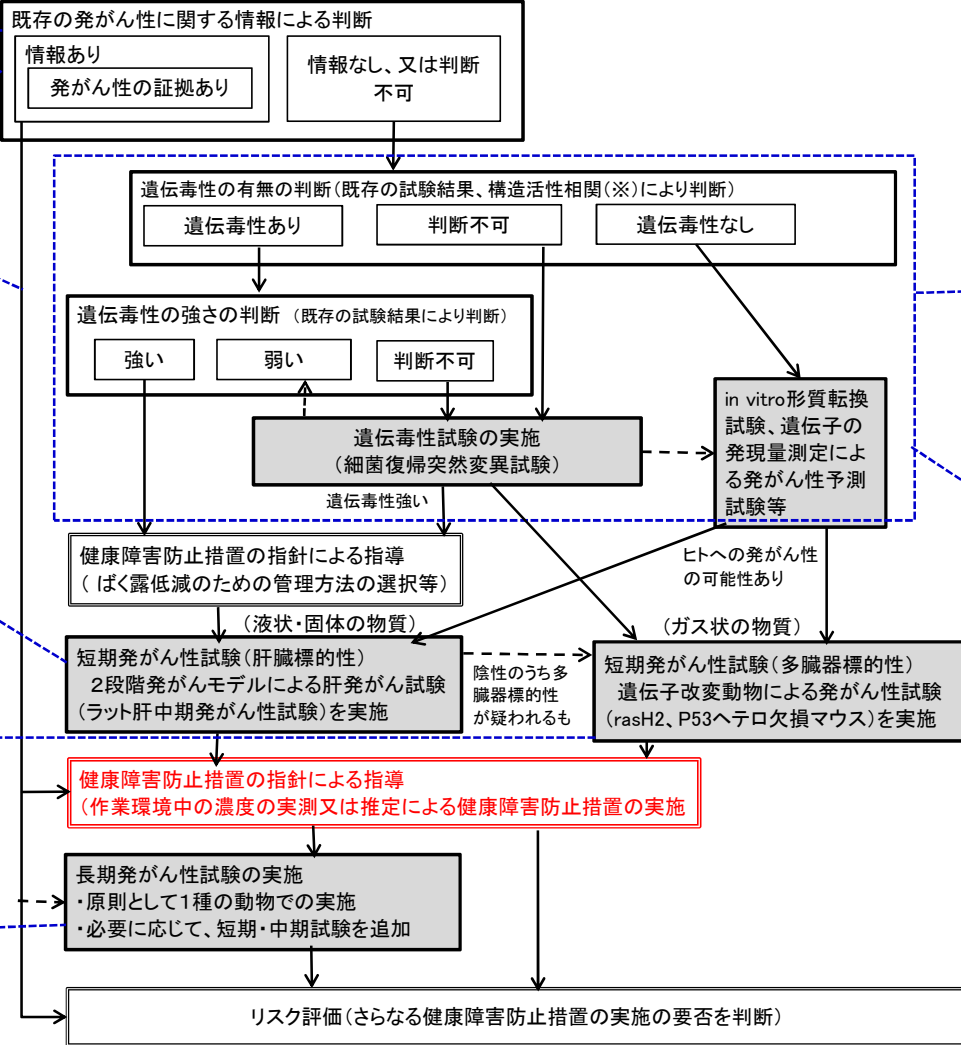 既存の発がん性に関する情報による判断
情報あり
発がん性の証拠あり
情報なし、又は判断
不可
遺伝毒性の有無の判断(既存の試験結果、構造活性相関(※)により判断)
遺伝毒性あり
判断不可
遺伝毒性なし
遺伝毒性の強さの判断 (既存の試験結果により判断)
強い
弱い
判断不可
in vitro形質転換
試験、遺伝子の
発現量測定によ
る発がん性予測
試験等
遺伝毒性試験の実施
(細菌復帰突然変異試験)
遺伝毒性強い
健康障害防止措置の指針による指導
( ばく露低減のための管理方法の選択等)
ヒトへの発がん性
の可能性あり
(液状・固体の物質)
(ガス状の物質)
短期発がん性試験(肝臓標的性)
2段階発がんモデルによる肝発がん試験
(ラット肝中期発がん性試験)を実施
陰性のうち多
臓器標的性
が疑われるも
短期発がん性試験(多臓器標的性)
遺伝子改変動物による発がん性試験
(rasH2、P53ヘテロ欠損マウス)を実施
健康障害防止措置の指針による指導
(作業環境中の濃度の実測又は推定による健康障害防止措置の実施
長期発がん性試験の実施
・原則として1種の動物での実施
・必要に応じて、短期・中期試験を追加
リスク評価(さらなる健康障害防止措置の実施の要否を判断)